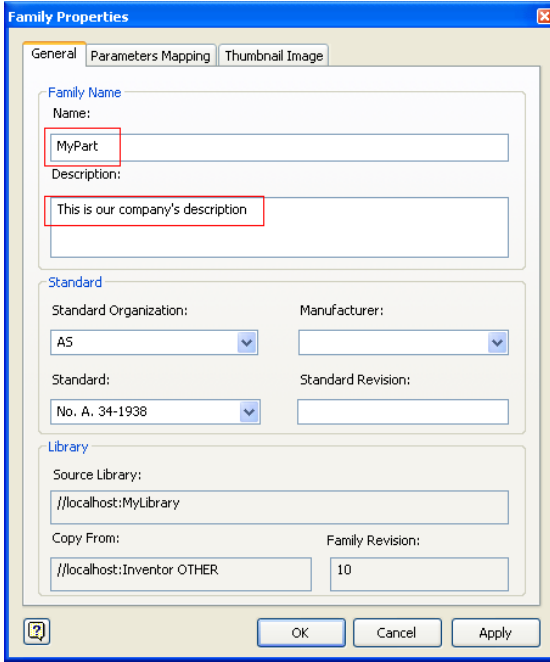 Family Properties
General Parameters Mapping Thumbnail Image
Family Name
Name:
MyPart
Description:
This is our company's description
Standard
Standard Organization: Manufacturer:
AS
Standard: Standard Revision:
No. A. 34-1938
Library
Source Library:
//localhost:MyLibrary
Copy From: Family Revision:
//localhost:Inventor OTHER 10
OK Cancel Apply